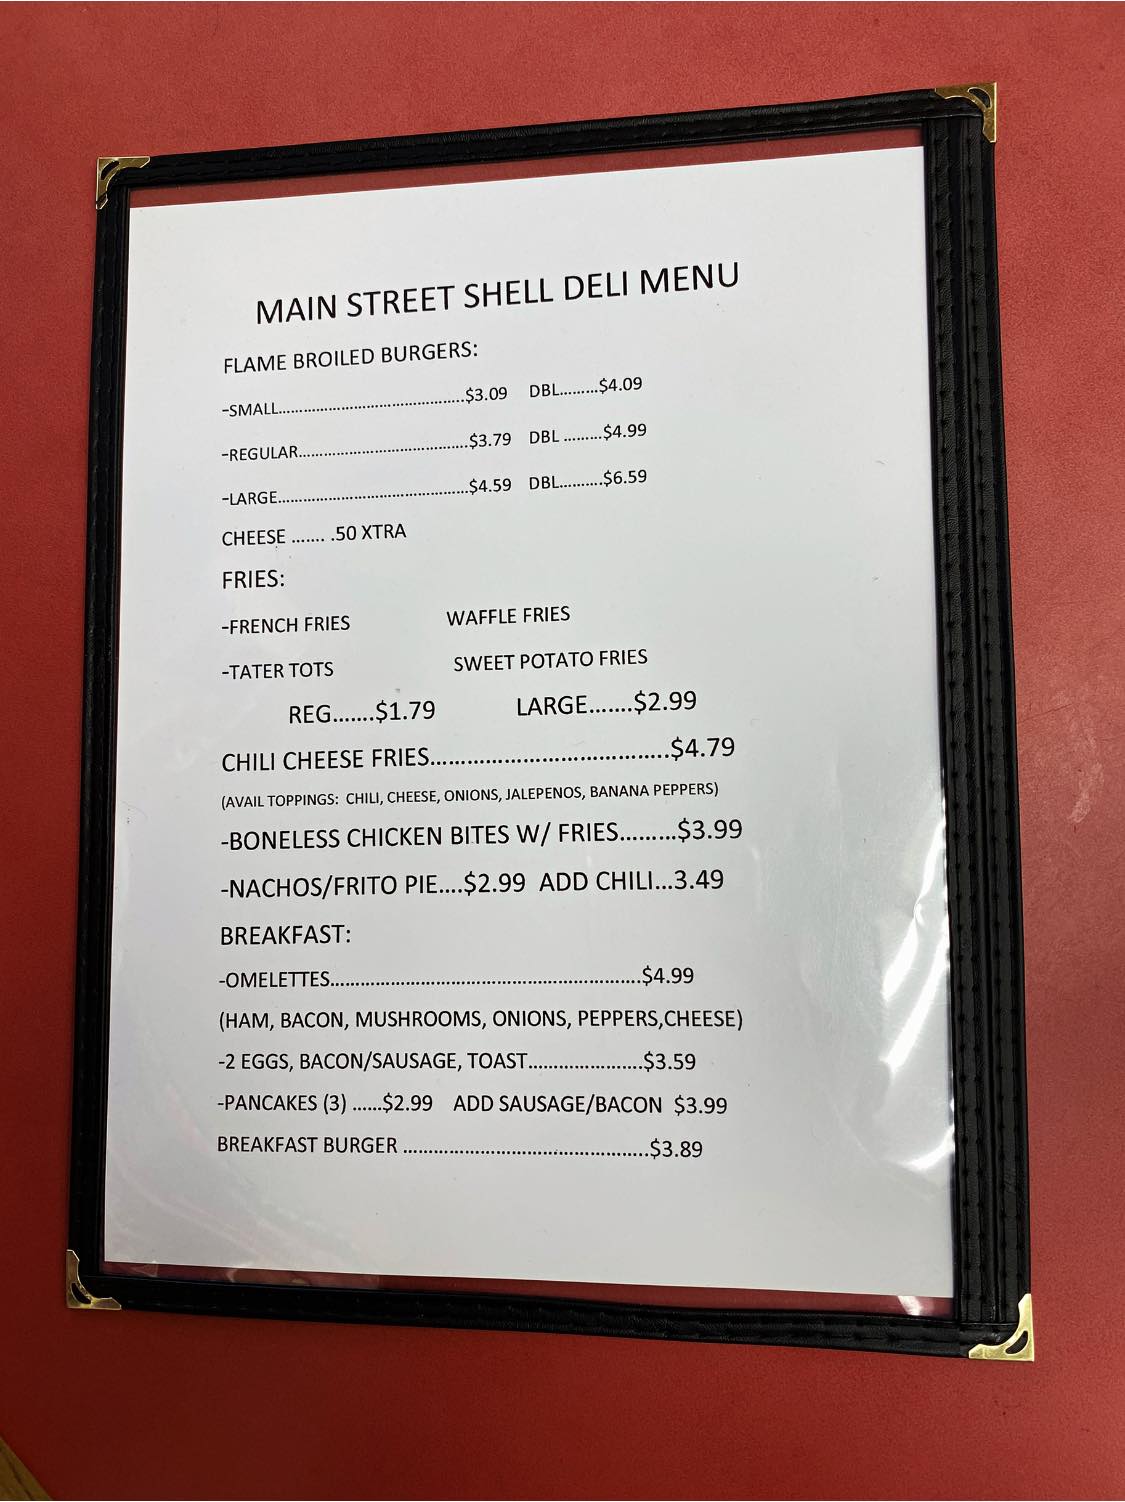 MAIN STREET SHELL DELI MENU
FLAME BROILED BURGERS:
-SMALL.......................................$3.09 DBL........$4.09
-REGULAR...................................$3.79 DBL ........$4.99
-LARGE........................................$4.59 DBL.........$6.59
CHEESE ....... .50 XTRA
FRIES:
-FRENCH FRIES WAFFLE FRIES
-TATER TOTS SWEET POTATO FRIES
REG.......$1.79 LARGE.......$2.99
CHILI CHEESE FRIES......................................$4.79
(AVAIL TOPPINGS: CHILI, CHEESE, ONIONS, JALEPENOS, BANANA PEPPERS)
-BONELESS CHICKEN BITES W/ FRIES.........$3.99
-NACHOS/FRITO PIE....$2.99 ADD CHILI...3.49
BREAKFAST:
-OMELETTES..............................................................$4.99
(HAM, BACON, MUSHROOMS, ONIONS, PEPPERS,CHEESE)
-2 EGGS, BACON/SAUSAGE, TOAST.......................$3.59
-PANCAKES (3) ......$2.99 ADD SAUSAGE/BACON $3.99
BREAKFAST BURGER .................................................$3.89